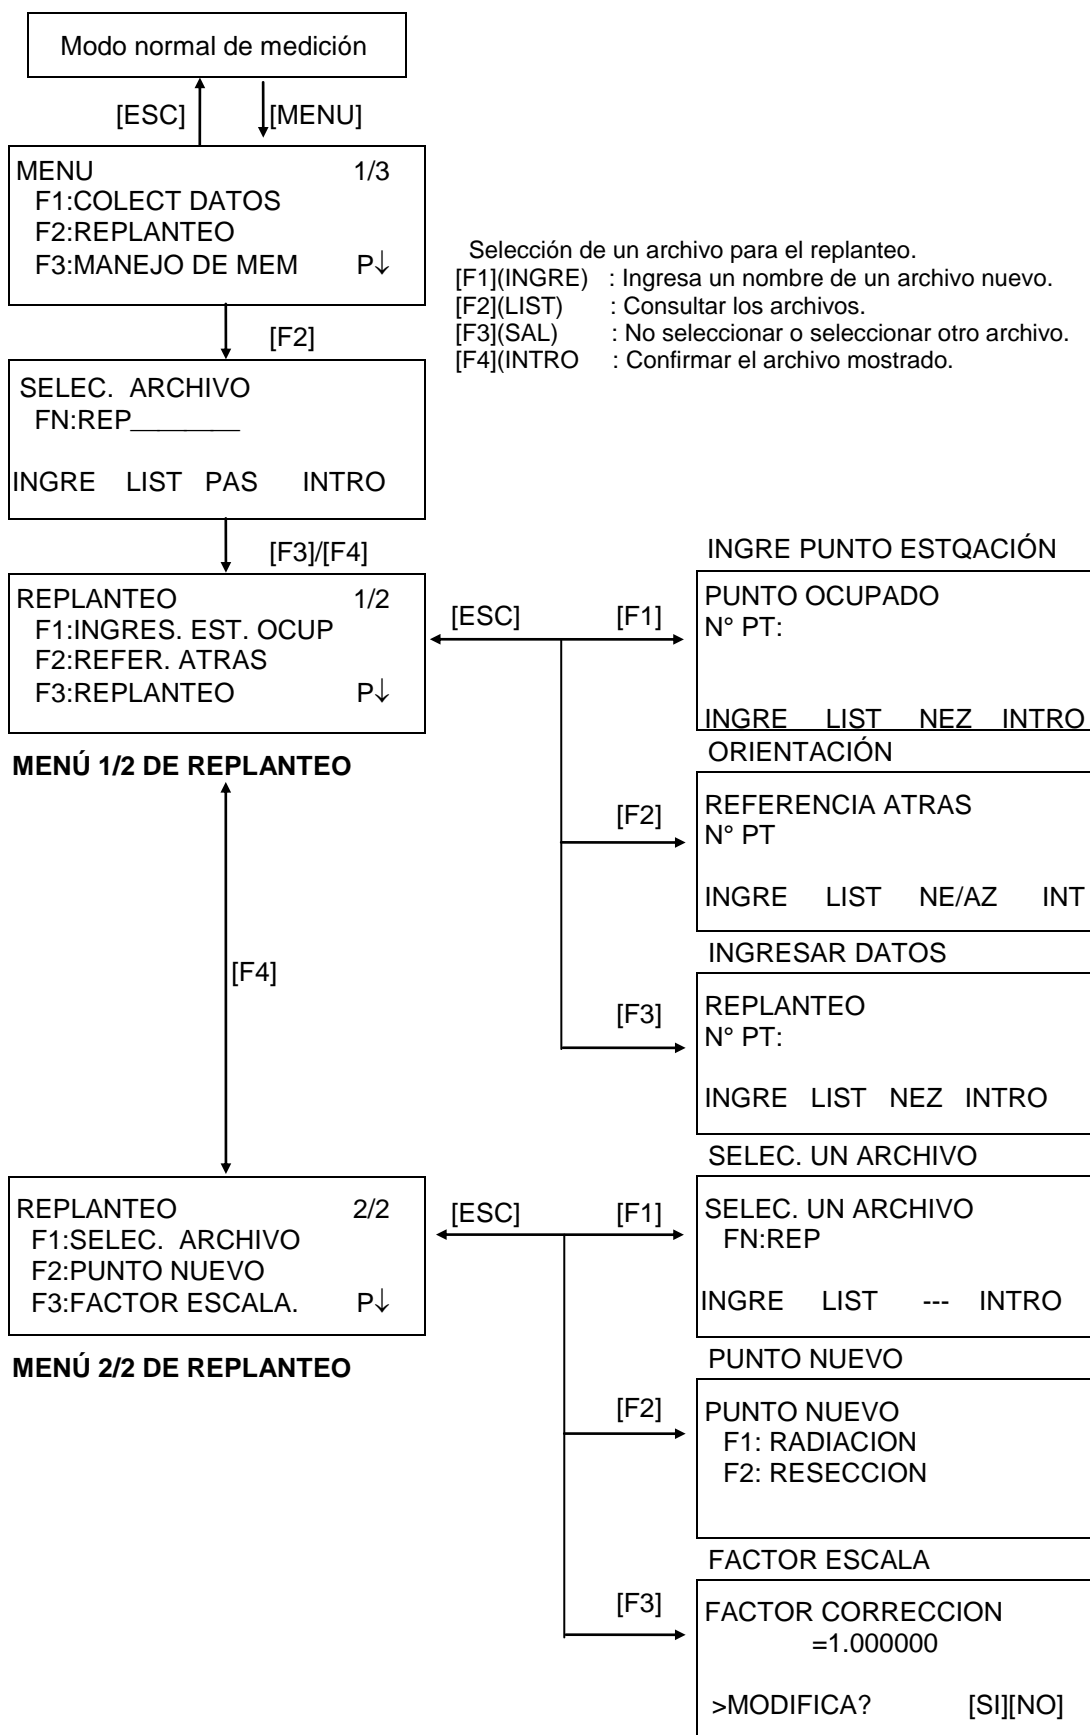 Modo normal de medición
[ESC] [MENU]
MENU 1/3
F1:COLECT DATOS
F2:REPLANTEO
F3:MANEJO DE MEM P↓
Selección de un archivo para el replanteo.
[F1](INGRE) : Ingresa un nombre de un archivo nuevo.
[F2](LIST) : Consultar los archivos.
[F3](SAL) : No seleccionar o seleccionar otro archivo.
[F4](INTRO : Confirmar el archivo mostrado.
[F2]
SELEC. ARCHIVO
FN:REP________
INGRE LIST PAS INTRO
[F3]/[F4]
REPLANTEO 1/2
F1:INGRES. EST. OCUP
F2:REFER. ATRAS
F3:REPLANTEO P↓
MENÚ 1/2 DE REPLANTEO
[ESC] [F1]
INGRE PUNTO ESTQACIÓN
PUNTO OCUPADO
N° PT:
INGRE LIST NEZ INTRO
ORIENTACIÓN
[F2]
REFERENCIA ATRAS
N° PT
INGRE LIST NE/AZ INT
INGRESAR DATOS
[F3]
REPLANTEO
N° PT:
INGRE LIST NEZ INTRO
[F4]
REPLANTEO 2/2
F1:SELEC. ARCHIVO
F2:PUNTO NUEVO
F3:FACTOR ESCALA. P↓
MENÚ 2/2 DE REPLANTEO
[ESC] [F1]
SELEC. UN ARCHIVO
SELEC. UN ARCHIVO
FN:REP
INGRE LIST --- INTRO
PUNTO NUEVO
[F2]
PUNTO NUEVO
F1: RADIACION
F2: RESECCION
FACTOR ESCALA
[F3]
FACTOR CORRECCION
=1.000000
>MODIFICA? [SI][NO]